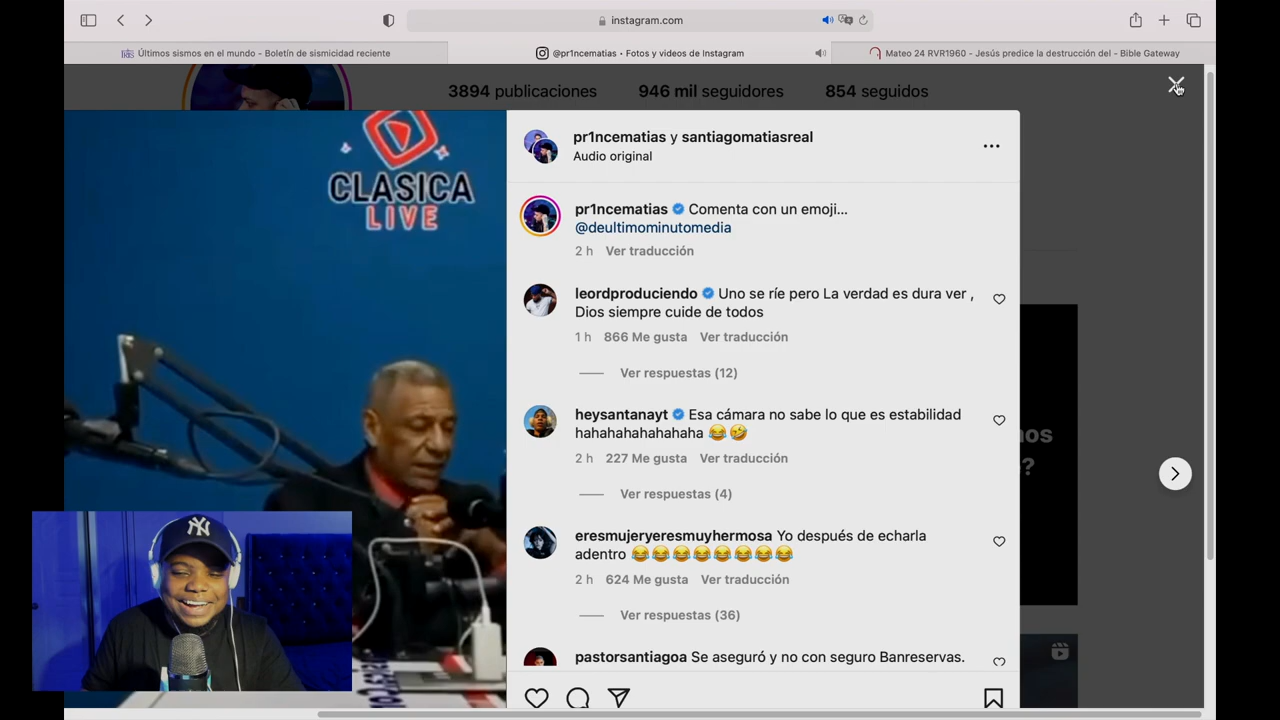 instagram.com
Últimos sismos en el mundo - Boletín de sismicidad reciente
@pr1ncematias • Fotos y videos de Instagram
Mateo 24 RVR1960 - Jesús predice la destrucción del - Bible Gateway
3894 publicaciones 946 mil seguidores 854 seguidos
CLASICA
LIVE
pr1ncematias y santiagomatiasreal
Audio original
pr1ncematias Comenta con un emoji...
@deultimominutomedia
2 h Ver traducción
leordproduciendo Uno se ríe pero La verdad es dura ver ,
Dios siempre cuide de todos
1 h 866 Me gusta Ver traducción
Ver respuestas (12)
heysantanayt Esa cámara no sabe lo que es estabilidad
hahahahahahahaha 😂🤣
2 h 227 Me gusta Ver traducción
Ver respuestas (4)
eresmujeryeresmuyhermosa Yo después de echarla
adentro 😂😂😂😂😂😂😂😂
2 h 624 Me gusta Ver traducción
Ver respuestas (36)
pastorsantiagoa Se aseguró y no con seguro Banreservas.
os
?
NY